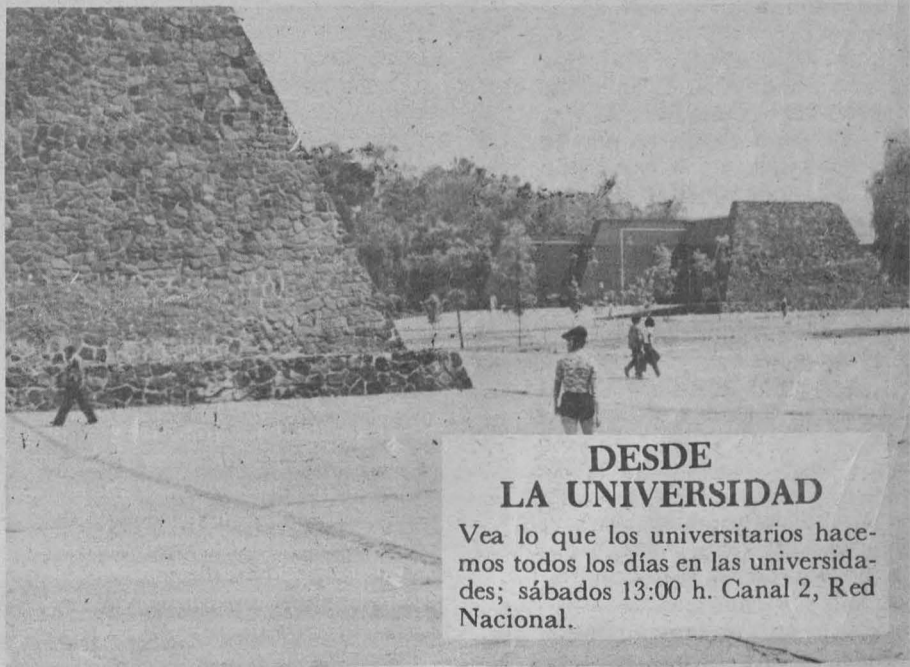 DESDE
LA UNIVERSIDAD
Vea lo que los universitarios hace-
mos todos los días en las universida-
des; sábados 13:00 h. Canal 2, Red
Nacional.